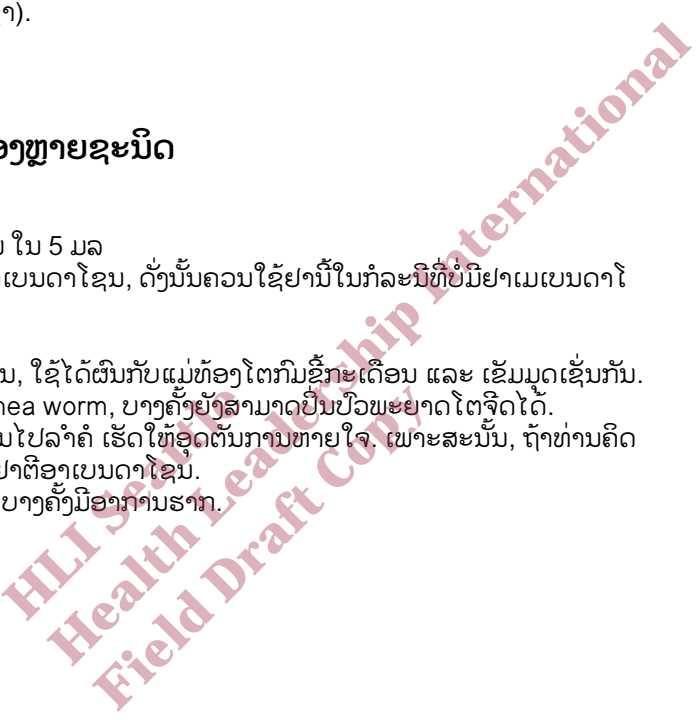 ງຫຼາຍຊະນິດ
ໃນ 5 ມລ
ເບນດາໂຊນ, ດັ່ງນັ້ນຄວນໃຊ້ຢານີ້ໃນກໍລະນີທີ່ບໍ່ມີຢາເມເບນດາໂ
ນ, ໃຊ້ໄດ້ຜົນກັບແມ່ທ້ອງໂຕກົມຂີ້ກະເດືອນ ແລະ ເຂັມມຸດເຊັ່ນກັນ.
nea worm, ບາງຄັ້ງຍັງສາມາດປິ່ນປົວພະຍາດໂຕຈີດໄດ້.
ນໄປລຳຄໍ ເຮັດໃຫ້ອຸດຕັນການຫາຍໃຈ. ເພາະສະນັ້ນ, ຖ້າທ່ານຄິດ
ຢາຕີອາເບນດາໂຊນ.
ບາງຄັ້ງມີອາການຮາກ.
HLI Seattle
Health Leadership International
Field Draft Copy